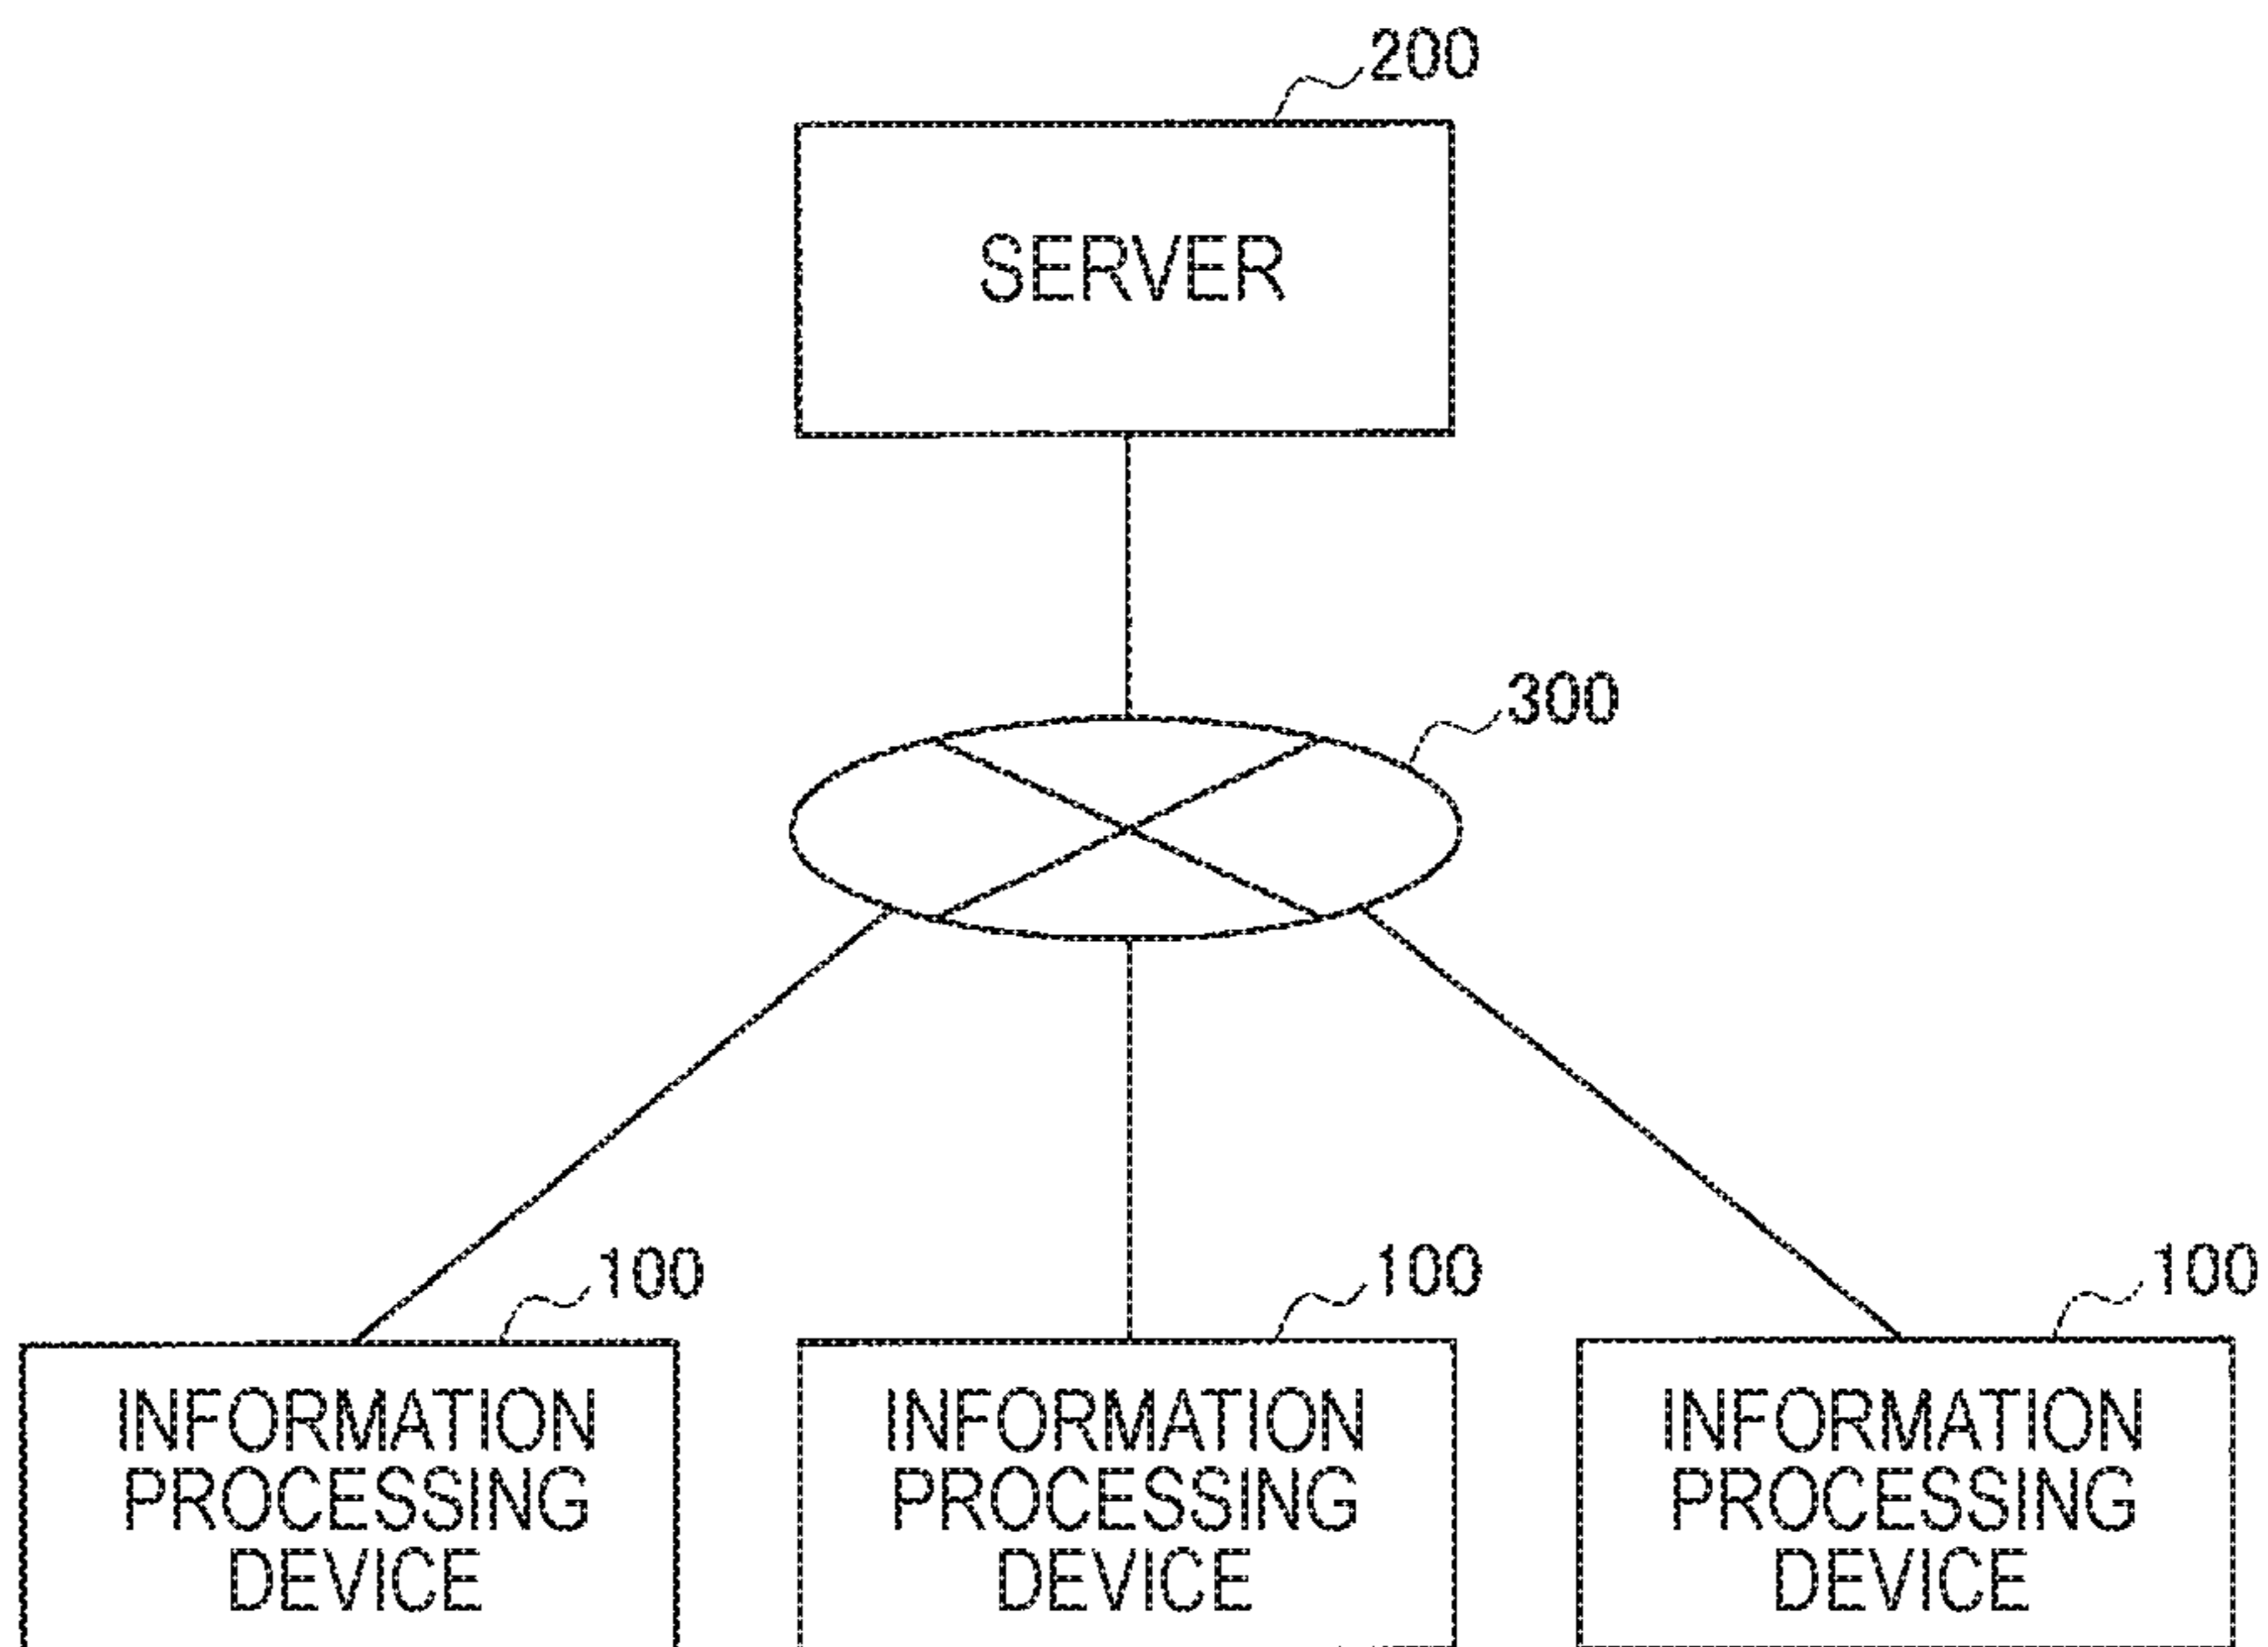 200
SERVER
300
100
100
100
INFORMATION
PROCESSING
DEVICE
INFORMATION
PROCESSING
DEVICE
INFORMATION
PROCESSING
DEVICE